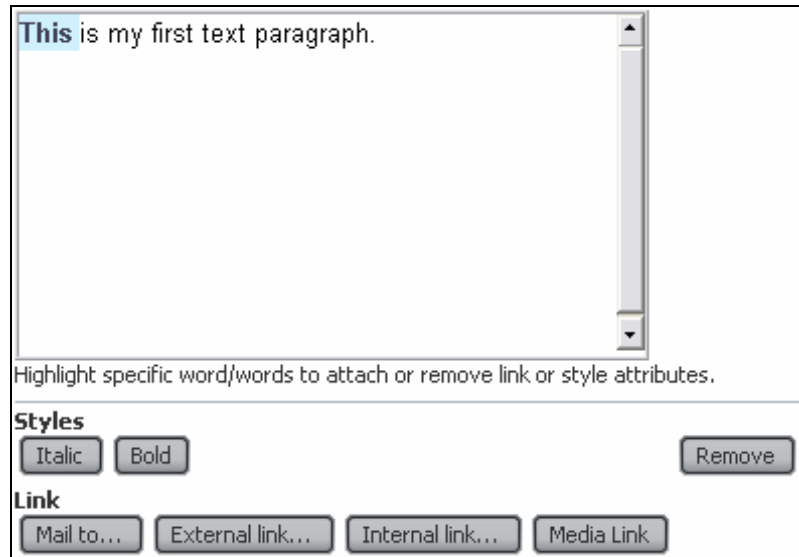 This is my first text paragraph.
Highlight specific word/words to attach or remove link or style attributes.
Styles
Italic Bold Remove
Link
Mail to... External link... Internal link... Media Link